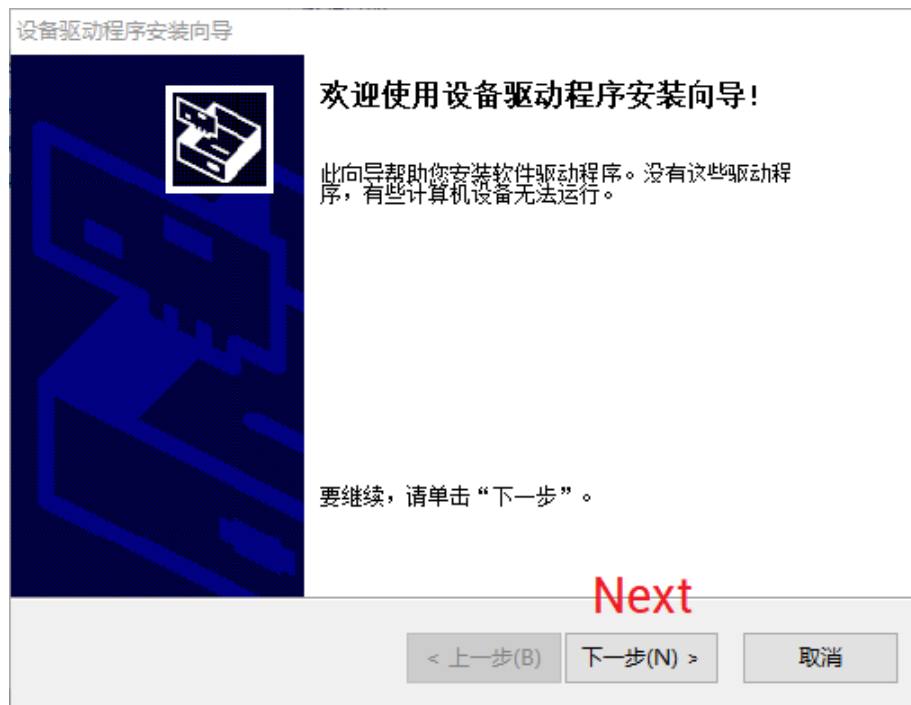 设备驱动程序安装向导
欢迎使用设备驱动程序安装向导!
此向导帮助您安装软件驱动程序。没有这些驱动程
序，有些计算机设备无法运行。
要继续，请单击“下一步”。
Next
< 上一步(B)
下一步(N) >
取消